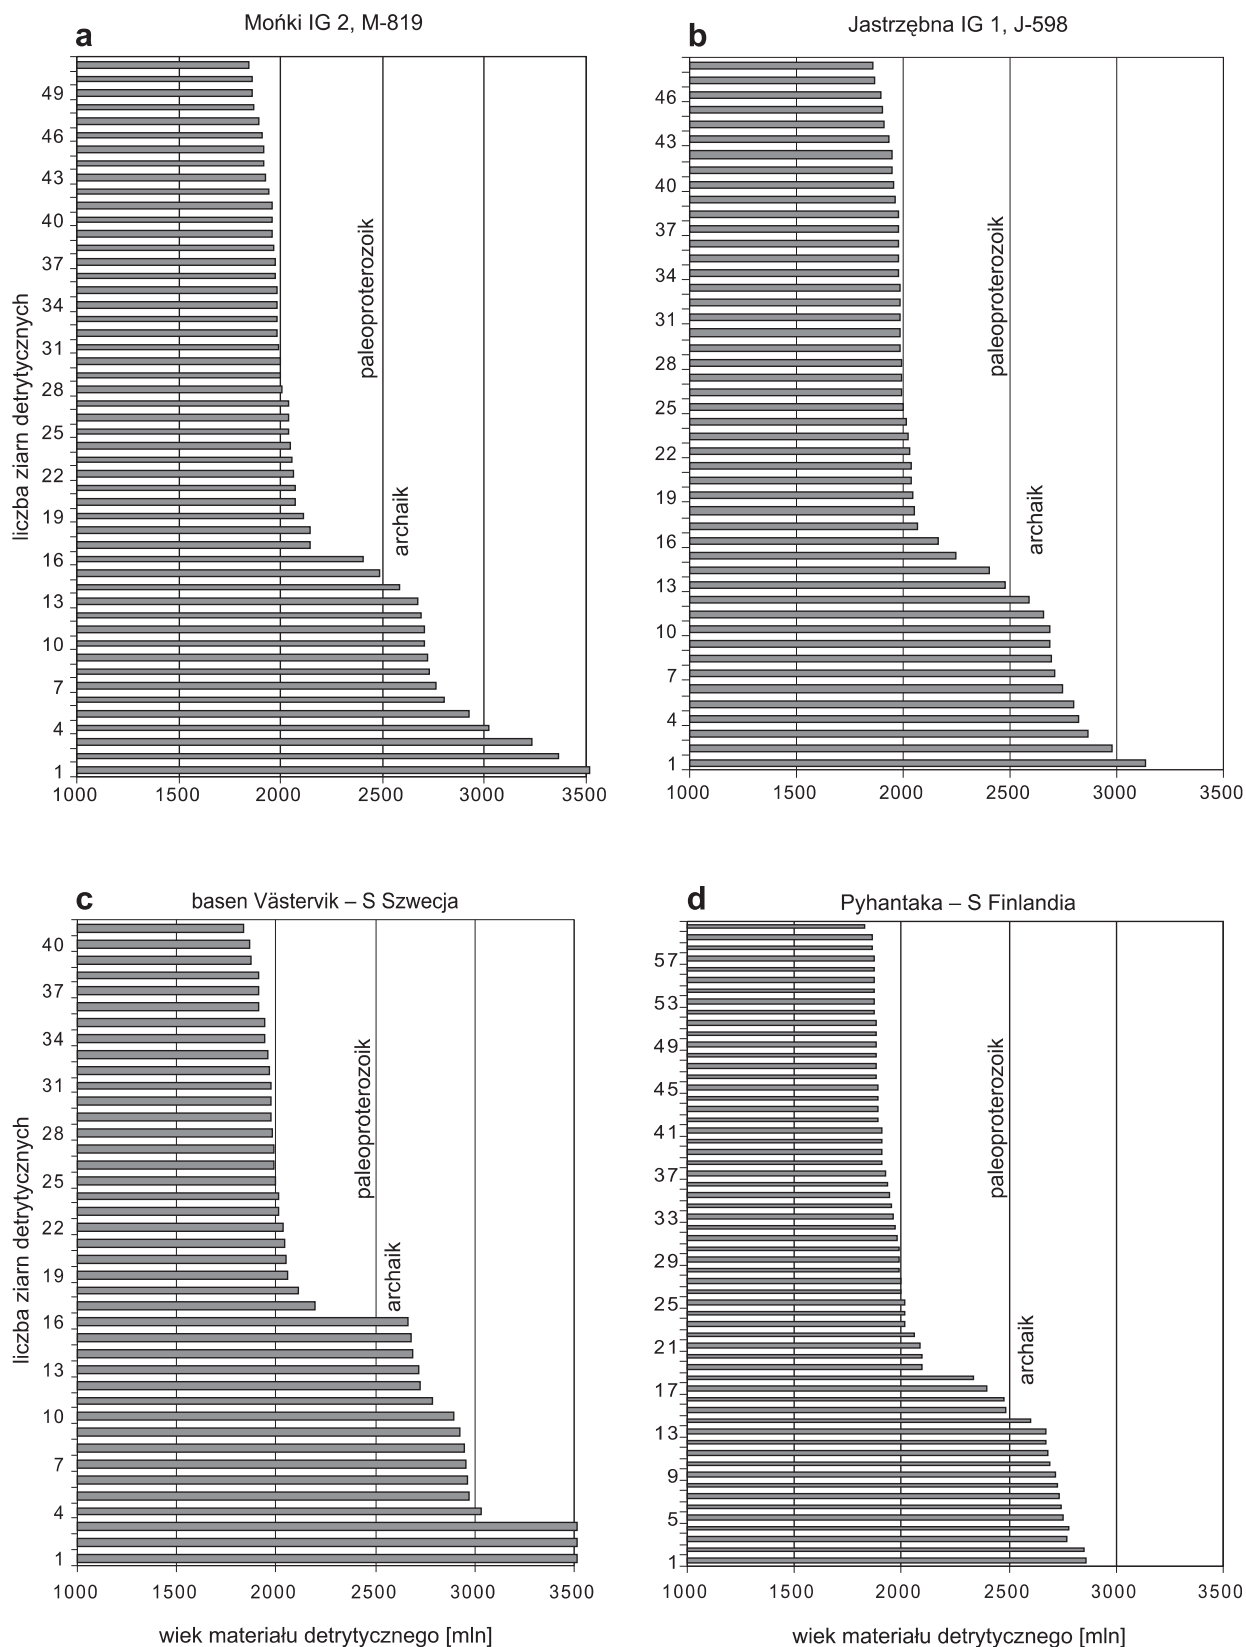 a
Mońki IG 2, M-819
liczba ziarn detrytycznych
49
46
43
40
37
34
31
28
25
22
19
16
13
10
7
4
1
paleoproterozoik
archaik
1000 1500 2000 2500 3000 3500
b
Jastrzębna IG 1, J-598
46
43
40
37
34
31
28
25
22
19
16
13
10
7
4
1
paleoproterozoik
archaik
1000 1500 2000 2500 3000 3500
c
basen Västervik – S Szwecja
liczba ziarn detrytycznych
40
37
34
31
28
25
22
19
16
13
10
7
4
1
paleoproterozoik
archaik
1000 1500 2000 2500 3000 3500
wiek materiału detrytycznego [mln]
d
Pyhantaka – S Finlandia
57
53
49
45
41
37
33
29
25
21
17
13
9
5
1
paleoproterozoik
archaik
1000 1500 2000 2500 3000 3500
wiek materiału detrytycznego [mln]